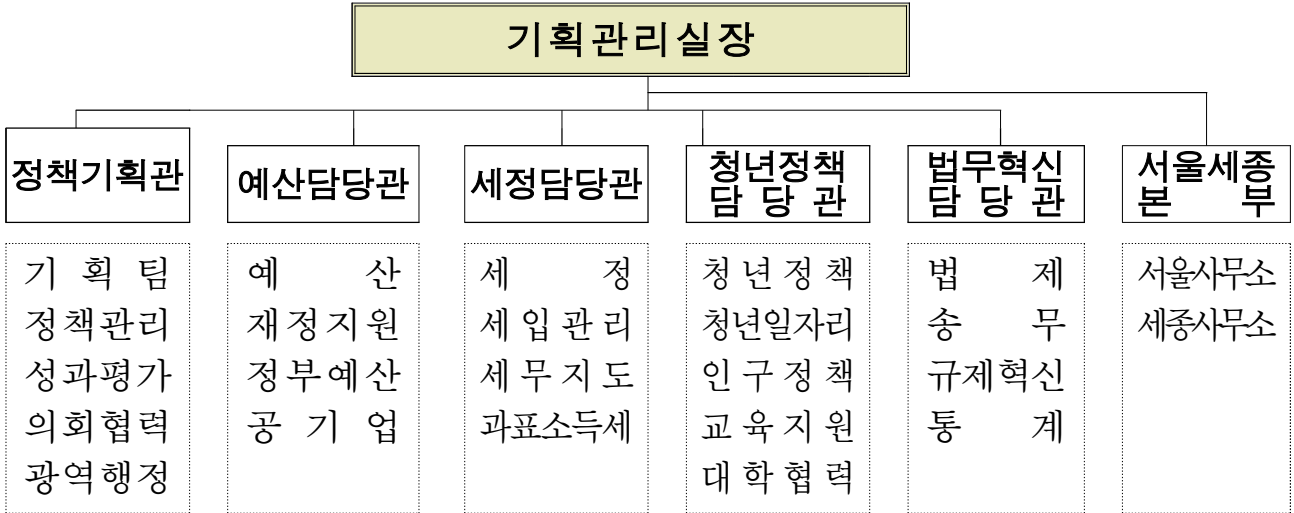 기획관리실장
정책기획관
예산담당관
세정담당관
청년정책
담 당 관
법무혁신
담 당 관
서울세종
본 부
기 획 팀
정책관리
성과평가
의회협력
광역행정
예 산
재정지원
정부예산
공 기 업
세 정
세입관리
세무지도
과표소득세
청년정책
청년일자리
인구정책
교육지원
대학협력
법 제
송 무
규제혁신
통 계
서울사무소
세종사무소